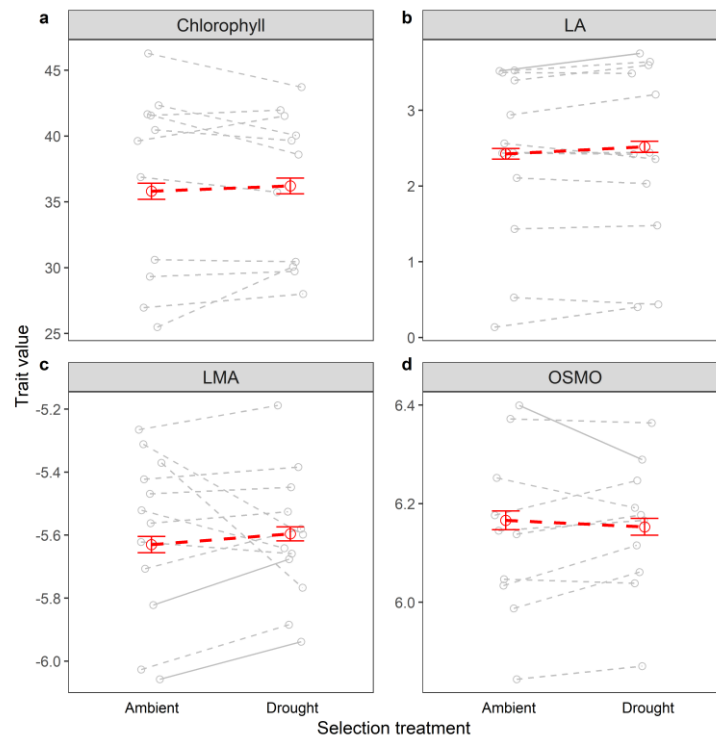 a
Chlorophyll
45
40
35
30
25
b
LA
3
2
1
0
c
LMA
-5.2
-5.4
-5.6
-5.8
-6.0
Ambient
Drought
d
OSMO
6.4
6.2
6.0
Ambient
Drought
Trait value
Selection treatment